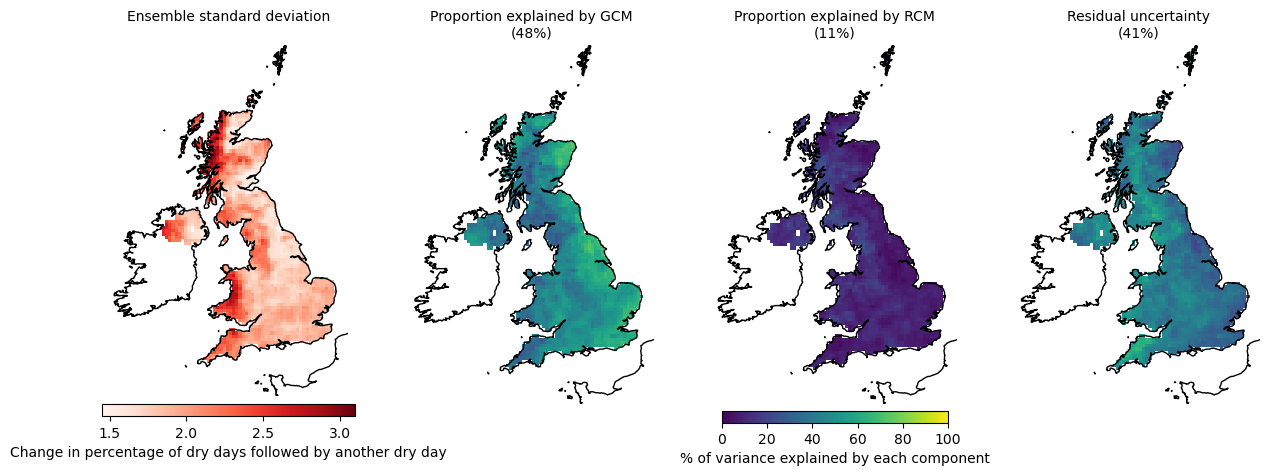 Ensemble standard deviation
Proportion explained by GCM
(48%)
Proportion explained by RCM
(11%)
Residual uncertainty
(41%)
1.5 2.0 2.5 3.0
Change in percentage of dry days followed by another dry day
0 20 40 60 80 100
% of variance explained by each component